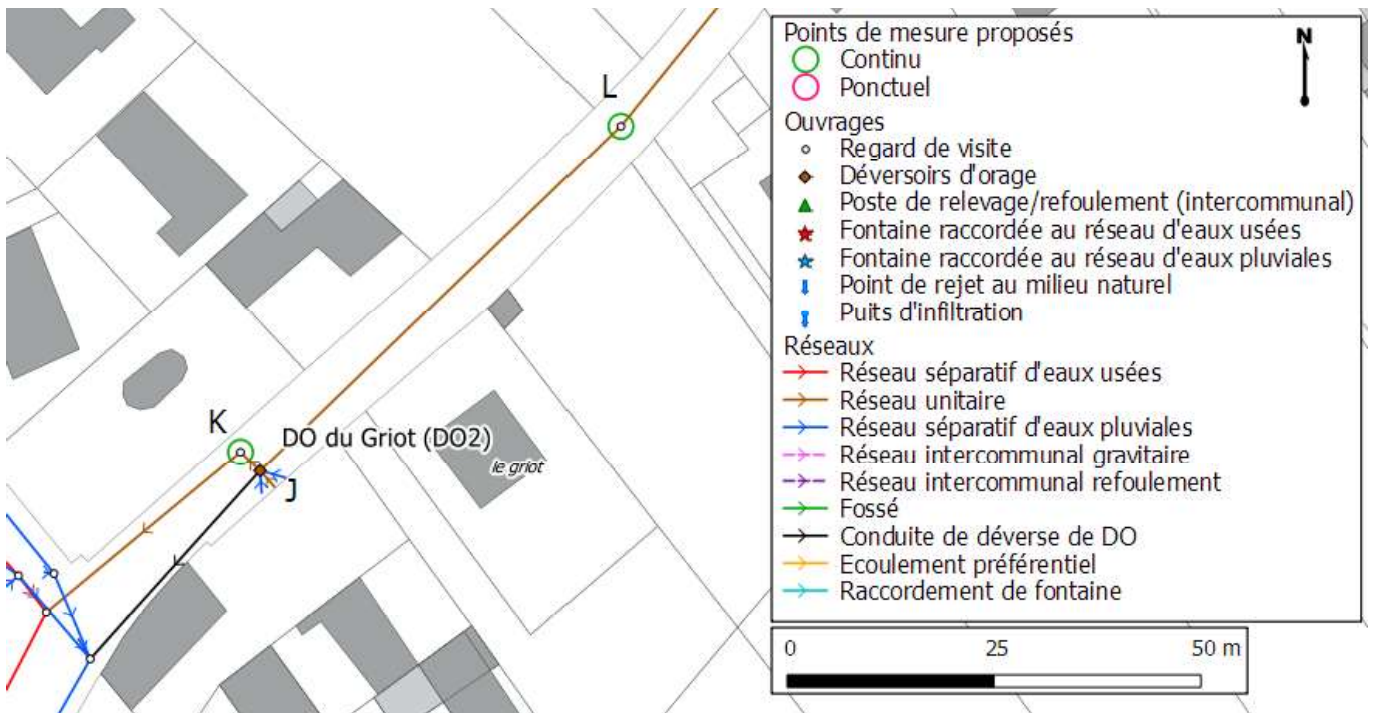 L
K
DO du Griot (DO2)
le griot
J
Points de mesure proposés
Continu
Ponctuel
Ouvrages
Regard de visite
Déversoirs d'orage
Poste de relevage/refoulement (intercommunal)
Fontaine raccordée au réseau d'eaux usées
Fontaine raccordée au réseau d'eaux pluviales
Point de rejet au milieu naturel
Puits d'infiltration
Réseaux
Réseau séparatif d'eaux usées
Réseau unitaire
Réseau séparatif d'eaux pluviales
Réseau intercommunal gravitaire
Réseau intercommunal refoulement
Fossé
Conduite de déverse de DO
Ecoulement préférentiel
Raccordement de fontaine
N
0 25 50 m